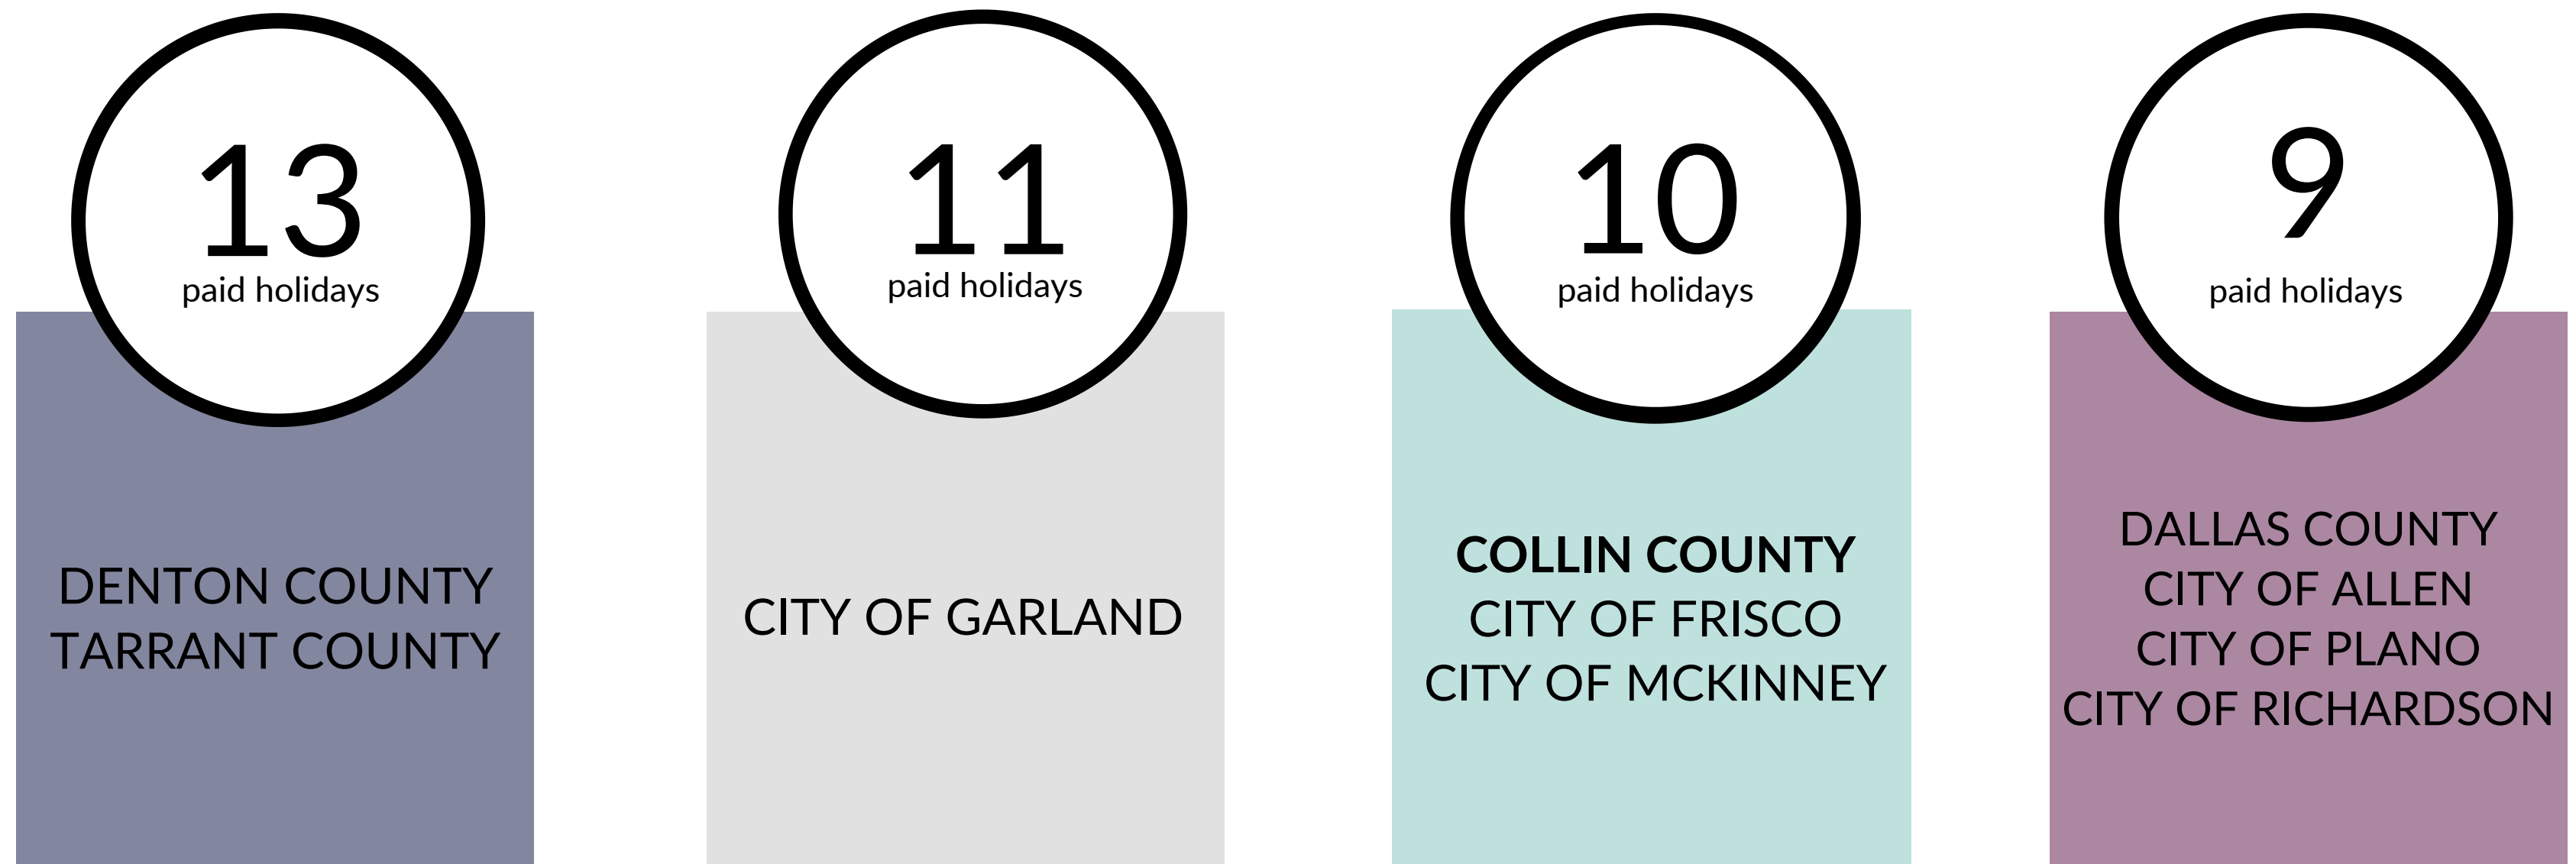 13
paid holidays
DENTON COUNTY
TARRANT COUNTY
11
paid holidays
CITY OF GARLAND
10
paid holidays
COLLIN COUNTY
CITY OF FRISCO
CITY OF MCKINNEY
9
paid holidays
DALLAS COUNTY
CITY OF ALLEN
CITY OF PLANO
CITY OF RICHARDSON